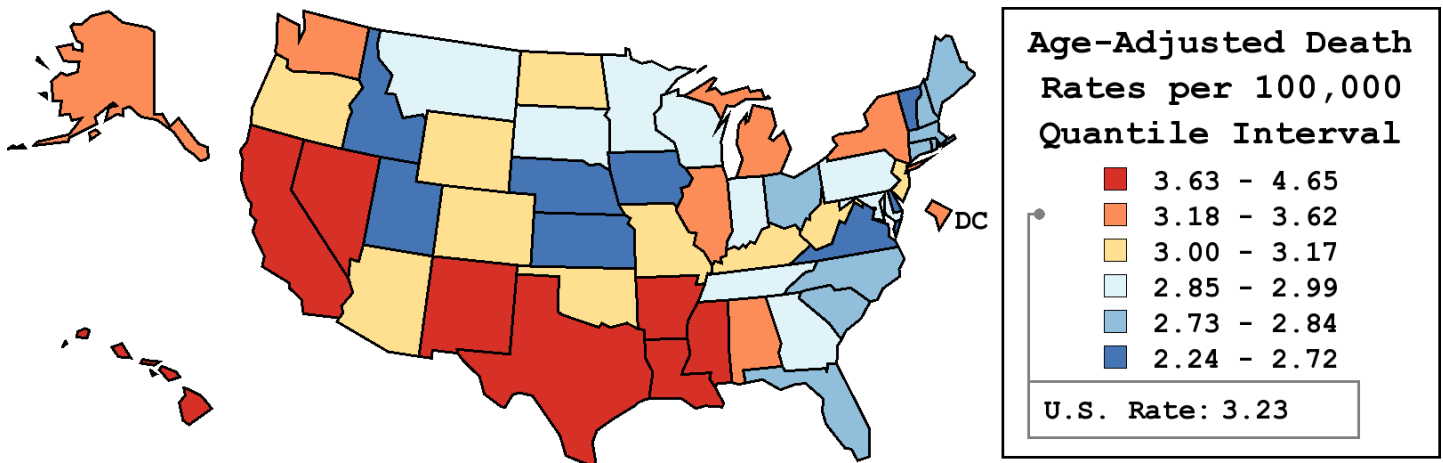 DC
Age-Adjusted Death
Rates per 100,000
Quantile Interval
3.63 - 4.65
3.18 - 3.62
3.00 - 3.17
2.85 - 2.99
2.73 - 2.84
2.24 - 2.72
U.S. Rate: 3.23